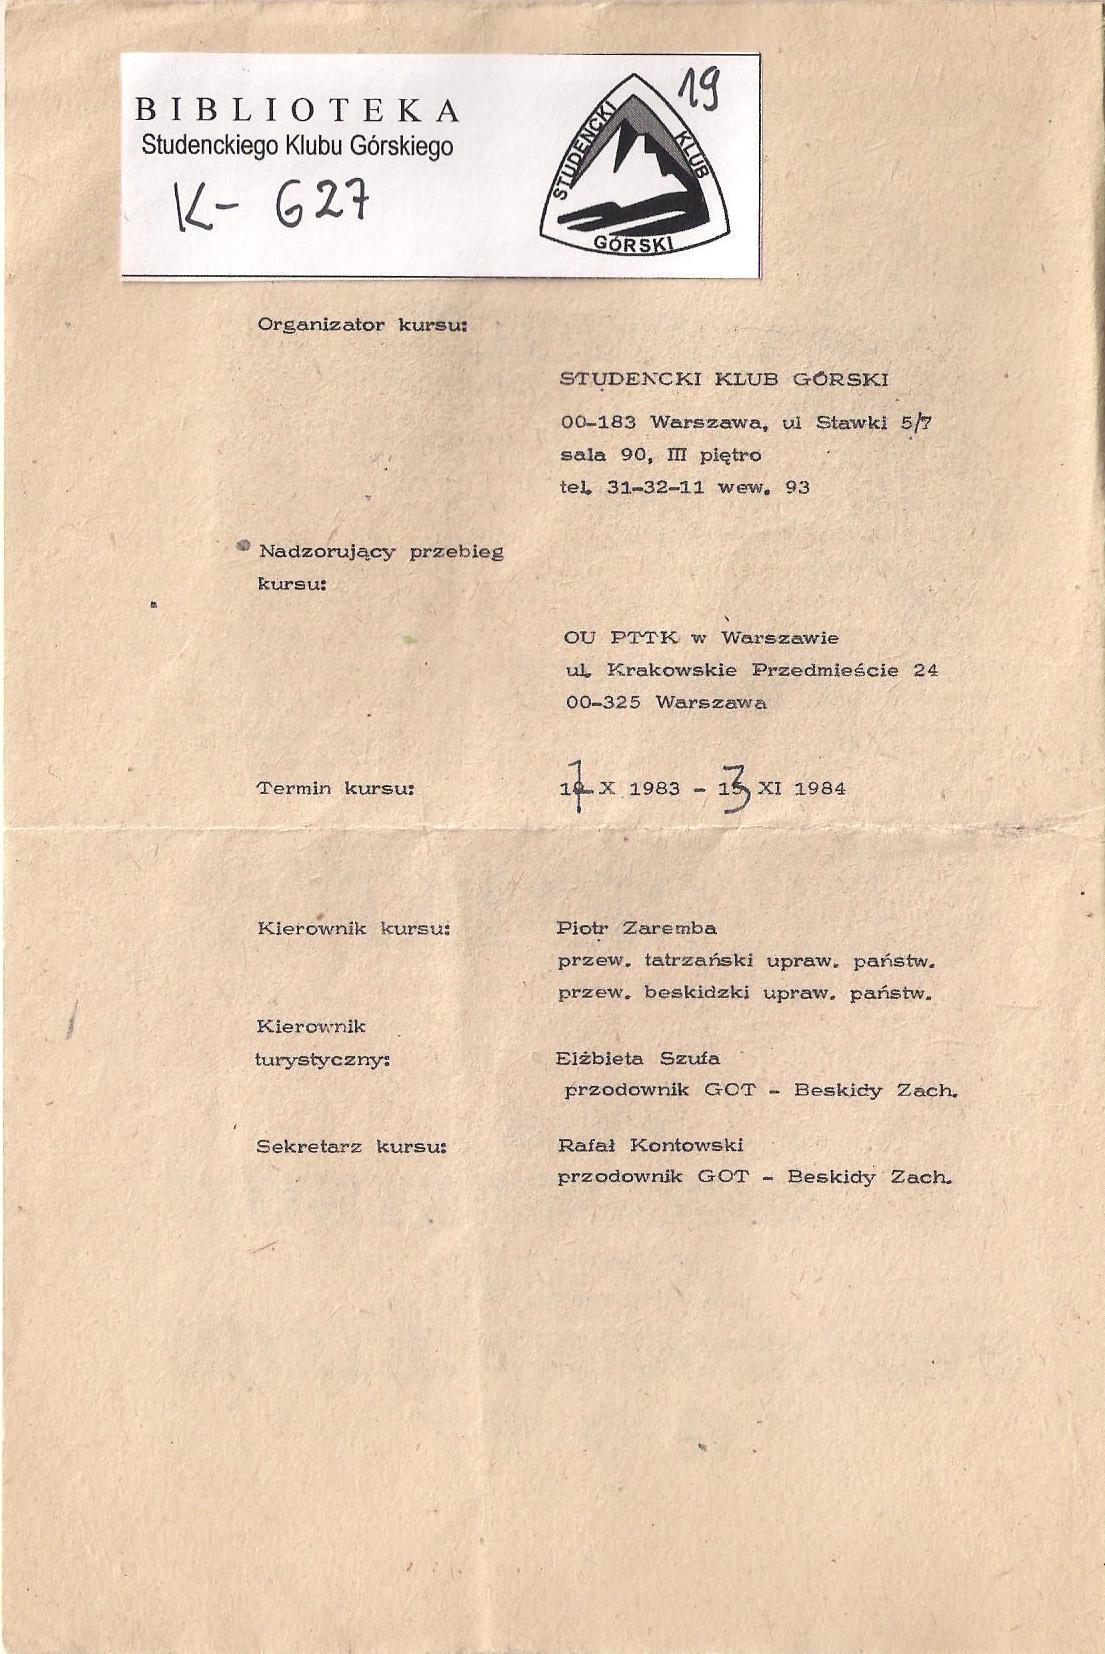 BIBLIOTEKA
Studenckiego Klubu Górskiego
K- 627
19
STUDENCKI KLUB
GÓRSKI
Organizator kursu:
STUDENCKI KLUB GÓRSKI
00-183 Warszawa, ul Stawki 5/7
sala 90, III piętro
tel. 31-32-11 wew. 93
Nadzorujący przebieg
kursu:
OU PTTK w Warszawie
ul. Krakowskie Przedmieście 24
00-325 Warszawa
Termin kursu: 17 X 1983 - 13 XI 1984
Kierownik kursu: Piotr Zaremba
przew. tatrzański upraw. państw.
przew. beskidzki upraw. państw.
Kierownik
turystyczny: Elżbieta Szufa
przodownik GOT - Beskidy Zach.
Sekretarz kursu: Rafał Kontowski
przodownik GOT - Beskidy Zach.